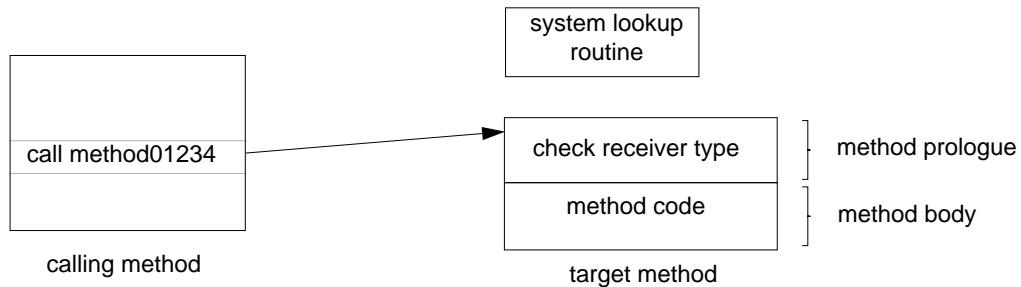 system lookup
routine
call method01234
check receiver type
method prologue
method code
method body
calling method
target method